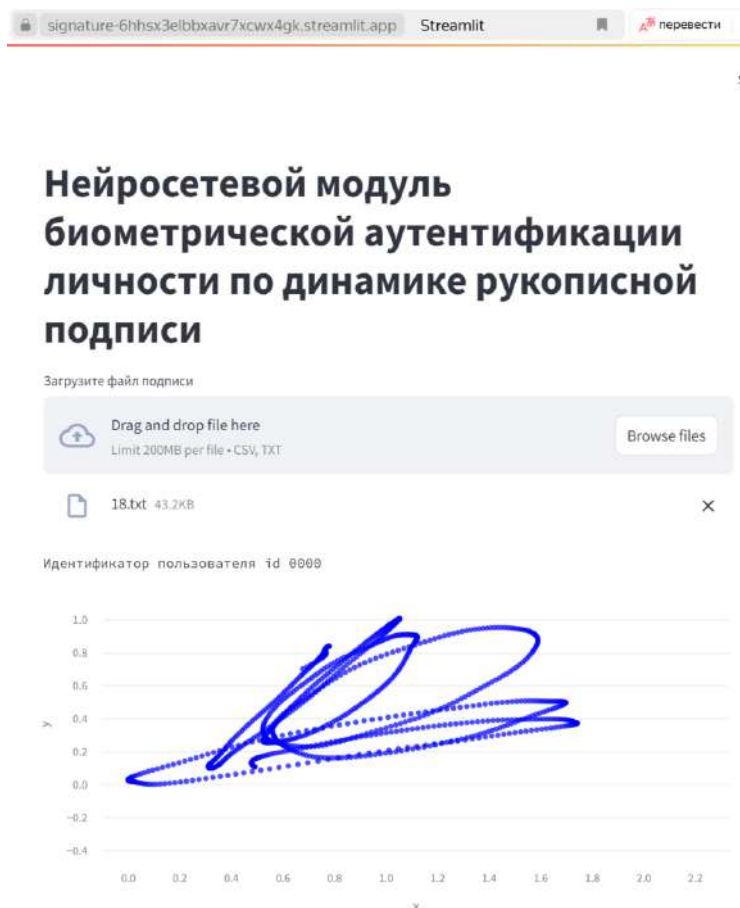 signature-6hhsx3elbbxavr7xcwx4gk.streamlit.app Streamlit перевести
Нейросетевой модуль
биометрической аутентификации
личности по динамике рукописной
подписи
Загрузите файл подписи
Drag and drop file here
Limit 200MB per file • CSV, TXT
Browse files
18.txt 43.2KB
Идентификатор пользователя id 0000
1.0
0.8
0.6
0.4
0.2
0.0
−0.2
−0.4
y
0.0 0.2 0.4 0.6 0.8 1.0 1.2 1.4 1.6 1.8 2.0 2.2
x